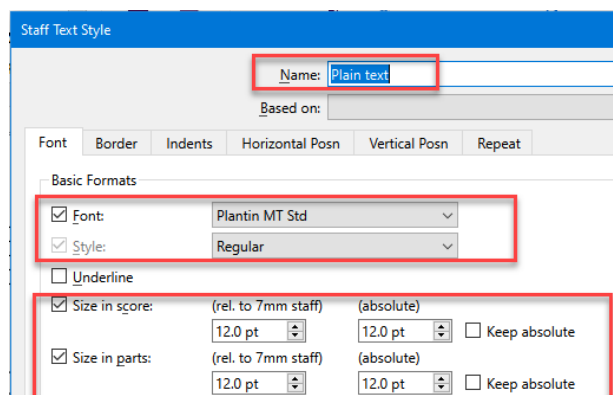 Staff Text Style
Name: Plain text
Based on:
Font Border Indents Horizontal Posn Vertical Posn Repeat
Basic Formats
Font: Plantin MT Std
Style: Regular
Underline
Size in score: (rel. to 7mm staff) (absolute)
12.0 pt 12.0 pt Keep absolute
Size in parts: (rel. to 7mm staff) (absolute)
12.0 pt 12.0 pt Keep absolute